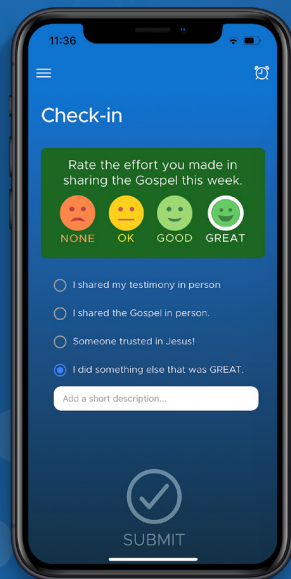 11:36
Check-in
Rate the effort you made in
sharing the Gospel this week.
NONE OK GOOD GREAT
I shared my testimony in person
I shared the Gospel in person.
Someone trusted in Jesus!
I did something else that was GREAT.
Add a short description...
SUBMIT